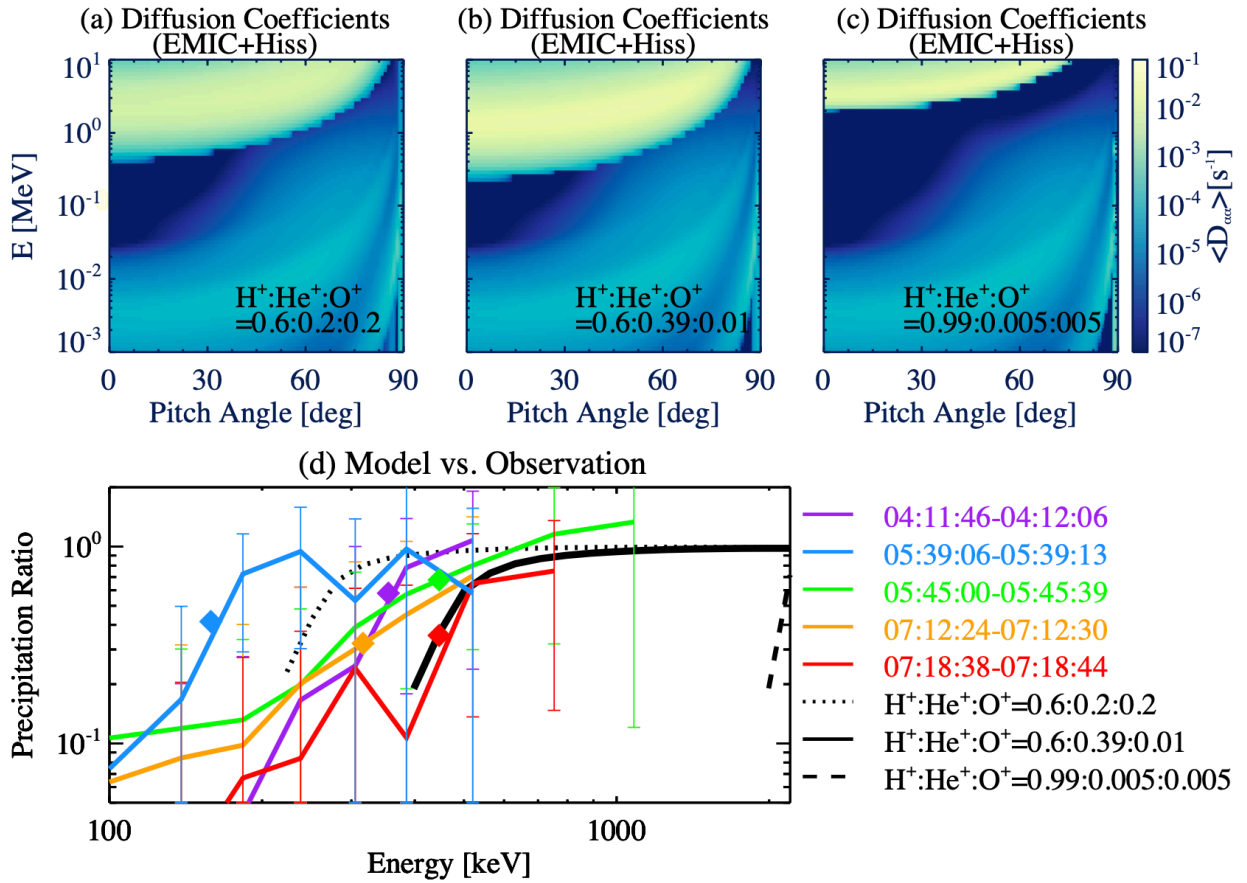 (a) Diffusion Coefficients
(EMIC+Hiss)
(b) Diffusion Coefficients
(EMIC+Hiss)
(c) Diffusion Coefficients
(EMIC+Hiss)
E [MeV]
10¹
10⁰
10⁻¹
10⁻²
10⁻³
H⁺:He⁺:O⁺
=0.6:0.2:0.2
H⁺:He⁺:O⁺
=0.6:0.39:0.01
H⁺:He⁺:O⁺
=0.99:0.005:005
10⁻¹
10⁻²
10⁻³
10⁻⁴
10⁻⁵
10⁻⁶
10⁻⁷
<Dαα>[s⁻¹]
0 30 60 90
0 30 60 90
0 30 60 90
Pitch Angle [deg]
Pitch Angle [deg]
Pitch Angle [deg]
(d) Model vs. Observation
Precipitation Ratio
10⁰
10⁻¹
100 1000
Energy [keV]
04:11:46-04:12:06
05:39:06-05:39:13
05:45:00-05:45:39
07:12:24-07:12:30
07:18:38-07:18:44
H⁺:He⁺:O⁺=0.6:0.2:0.2
H⁺:He⁺:O⁺=0.6:0.39:0.01
H⁺:He⁺:O⁺=0.99:0.005:0.005